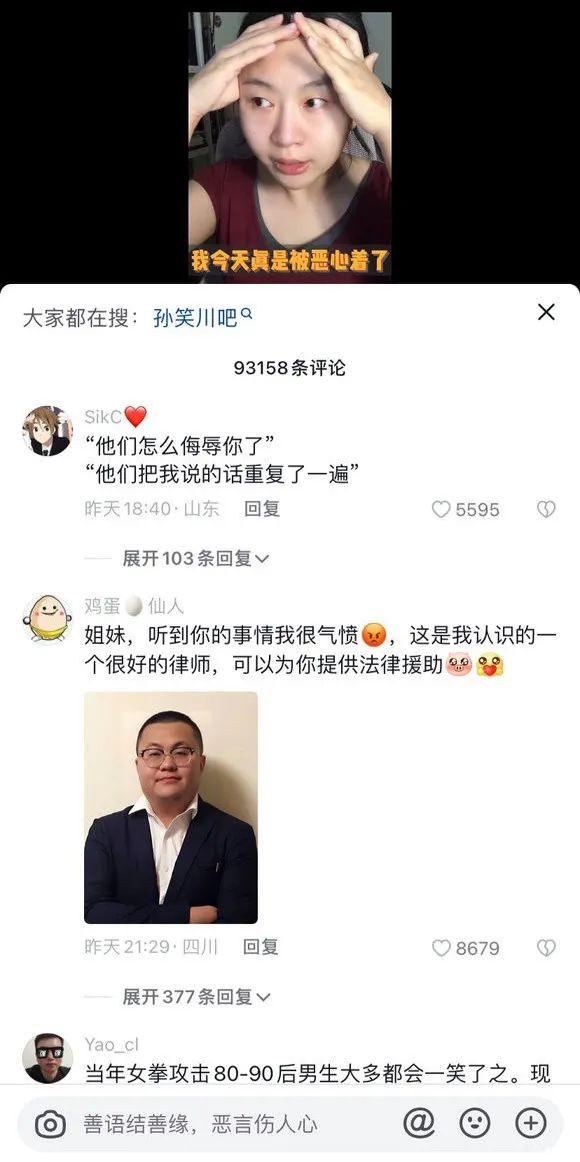 我今天真是被恶心着了
大家都在搜：孙笑川吧
93158条评论
SikC❤️
“他们怎么侮辱你了”
“他们把我说的话重复了一遍”
昨天18:40·山东 回复 5595
展开103条回复
鸡蛋🥚仙人
姐妹，听到你的事情我很气愤😡，这是我认识的一
个很好的律师，可以为你提供法律援助
昨天21:29·四川 回复 8679
展开377条回复
Yao_cl
当年女拳攻击80-90后男生大多都会一笑了之。现
善语结善缘，恶言伤人心